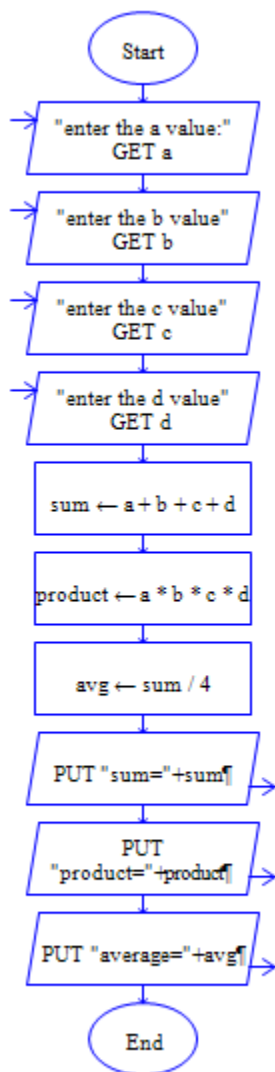 Start
"enter the a value:"
GET a
"enter the b value"
GET b
"enter the c value"
GET c
"enter the d value"
GET d
sum ← a + b + c + d
product ← a * b * c * d
avg ← sum / 4
PUT "sum="+sum¶
PUT
"product="+product¶
PUT "average="+avg¶
End